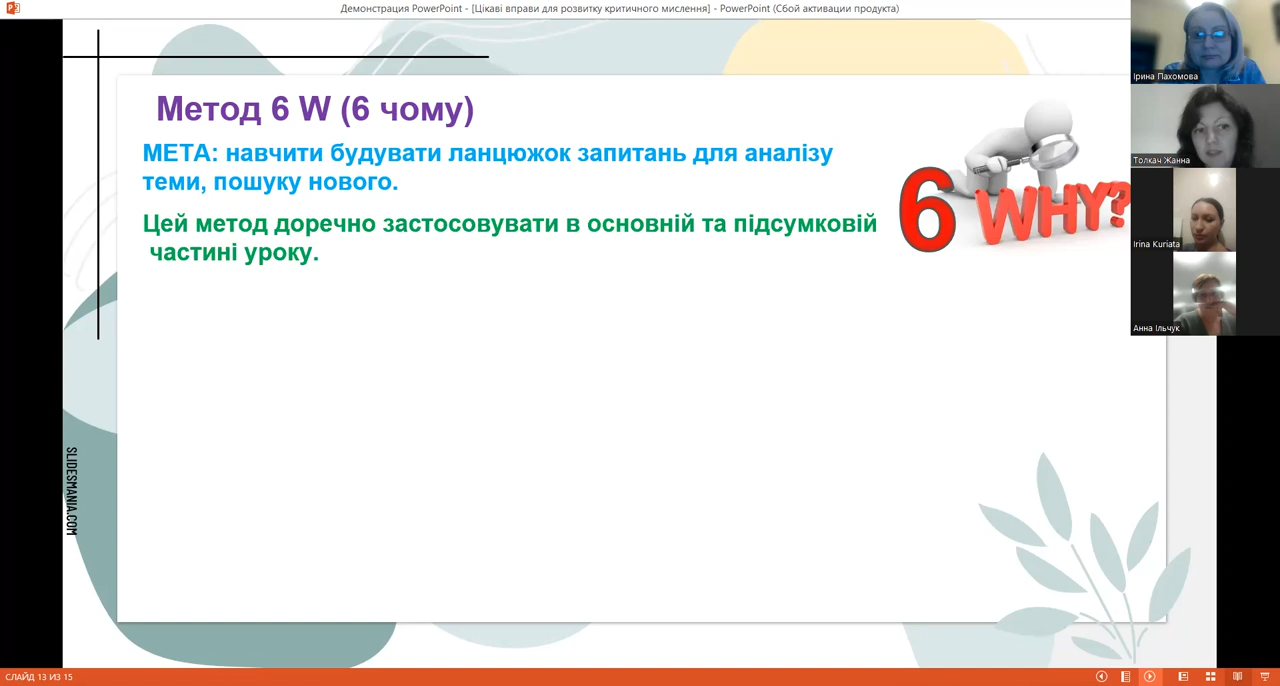 Демонстрация PowerPoint - [Цікаві вправи для розвитку критичного мислення] - PowerPoint (Сбой активации продукта)
Метод 6 W (6 чому)
МЕТА: навчити будувати ланцюжок запитань для аналізу
теми, пошуку нового.
Цей метод доречно застосовувати в основній та підсумковій
частині уроку.
6 WHY?
Ірина Пахомова
Толкач Жанна
Irina Kuriata
Анна Ільчук
SLIDESMANIA.COM
СЛАЙД 13 ИЗ 15